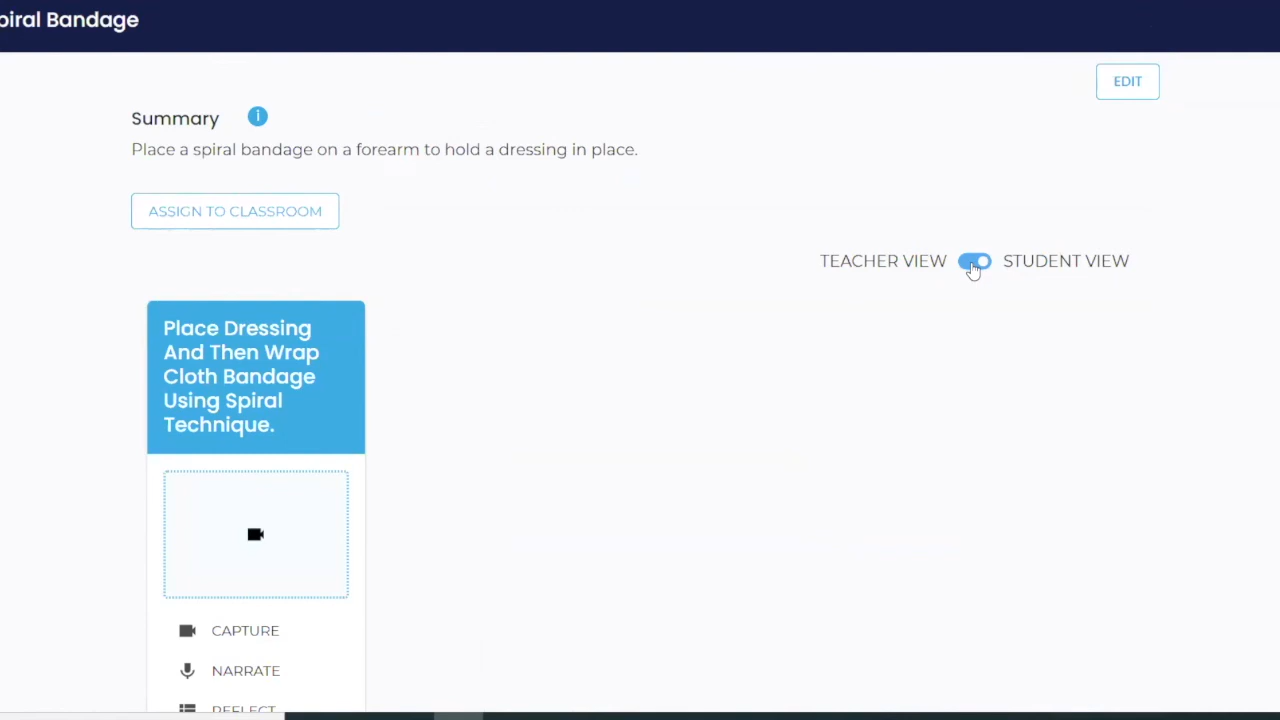 piral Bandage
EDIT
Summary i
Place a spiral bandage on a forearm to hold a dressing in place.
ASSIGN TO CLASSROOM
TEACHER VIEW STUDENT VIEW
Place Dressing
And Then Wrap
Cloth Bandage
Using Spiral
Technique.
CAPTURE
NARRATE
REFLECT